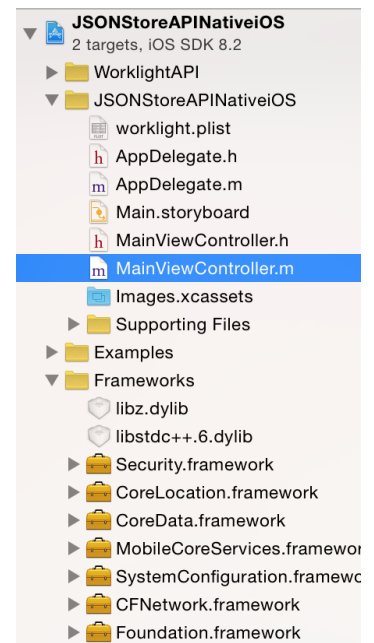 JSONStoreAPINativeiOS
2 targets, iOS SDK 8.2
WorklightAPI
JSONStoreAPINativeiOS
worklight.plist
h AppDelegate.h
m AppDelegate.m
Main.storyboard
h MainViewController.h
m MainViewController.m
Images.xcassets
Supporting Files
Examples
Frameworks
libz.dylib
libstdc++.6.dylib
Security.framework
CoreLocation.framework
CoreData.framework
MobileCoreServices.framewor
SystemConfiguration.framewo
CFNetwork.framework
Foundation.framework